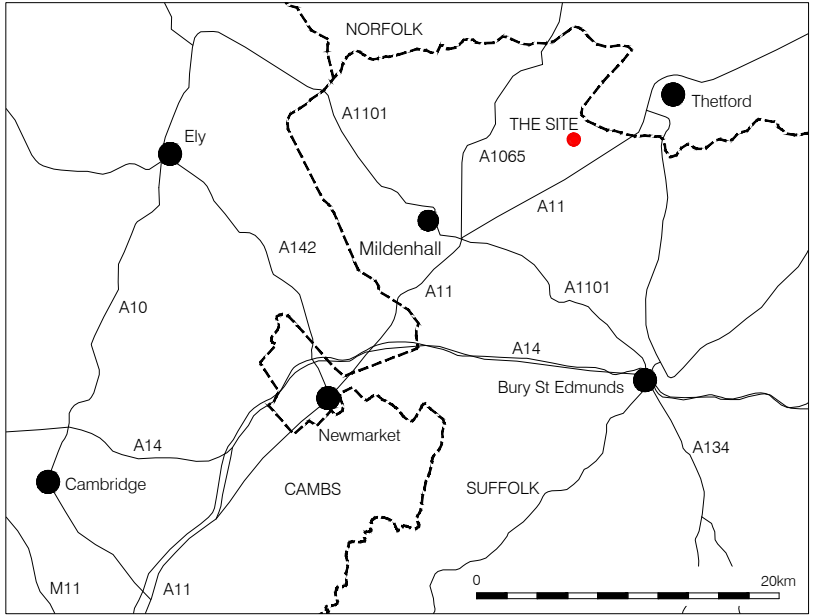 NORFOLK
Thetford
A1101
THE SITE
Ely
A1065
A11
Mildenhall
A142
A1101
A11
A10
A14
Bury St Edmunds
Newmarket
A14
A134
Cambridge
CAMBS
SUFFOLK
0 20km
M11
A11